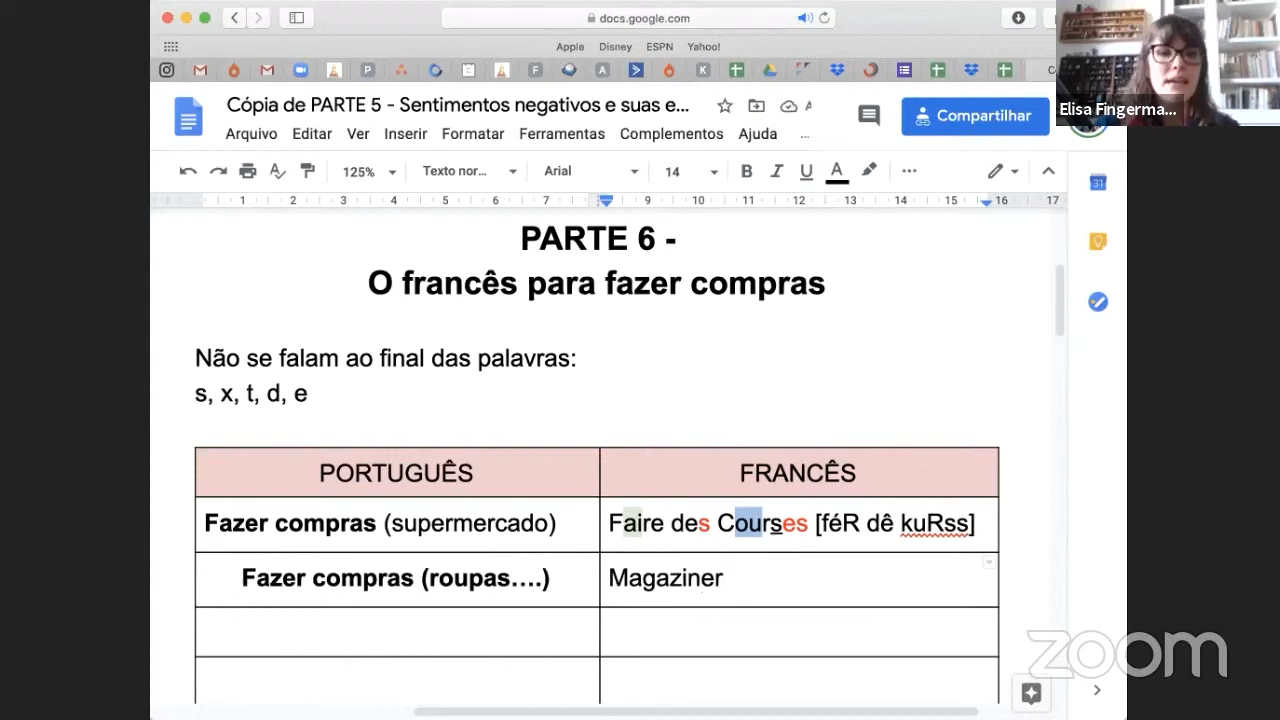 docs.google.com
Apple Disney ESPN Yahoo!
Cópia de PARTE 5 - Sentimentos negativos e suas e...
Arquivo Editar Ver Inserir Formatar Ferramentas Complementos Ajuda ...
Compartilhar
Elisa Fingerma...
125% Texto nor... Arial 14 B I U A ...
1 2 3 4 5 6 7 9 10 11 12 13 14 15 16 17
31
PARTE 6 -
O francês para fazer compras
Não se falam ao final das palavras:
s, x, t, d, e
PORTUGUÊS FRANCÊS
Fazer compras (supermercado) Faire des Courses [féR dê kuRss]
Fazer compras (roupas....) Magaziner
zoom